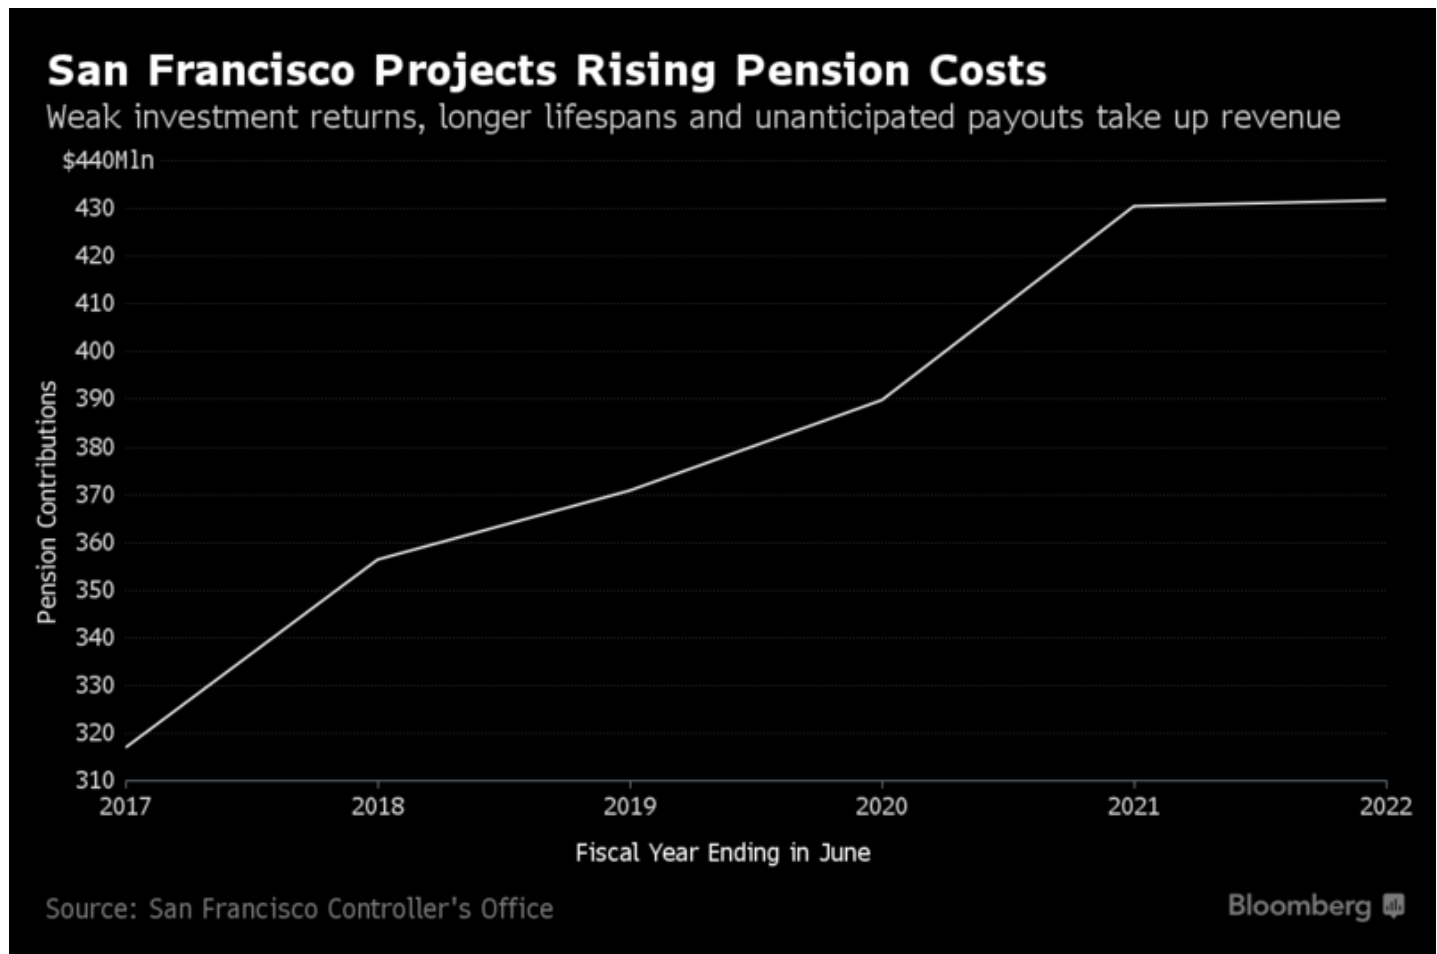 San Francisco Projects Rising Pension Costs
Weak investment returns, longer lifespans and unanticipated payouts take up revenue
$440Mln
430
420
410
400
390
380
370
360
350
340
330
320
310
Pension Contributions
2017 2018 2019 2020 2021 2022
Fiscal Year Ending in June
Source: San Francisco Controller's Office
Bloomberg